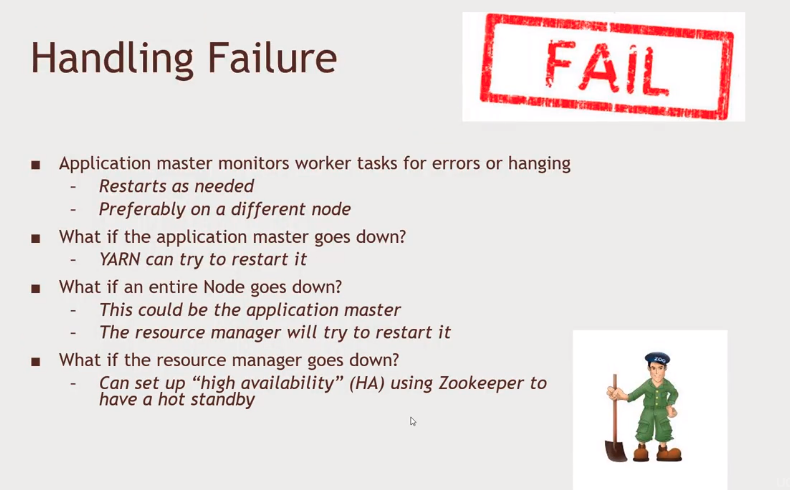 Handling Failure
FAIL
■ Application master monitors worker tasks for errors or hanging
– Restarts as needed
– Preferably on a different node
■ What if the application master goes down?
– YARN can try to restart it
■ What if an entire Node goes down?
– This could be the application master
– The resource manager will try to restart it
■ What if the resource manager goes down?
– Can set up “high availability” (HA) using Zookeeper to
have a hot standby
ZOO